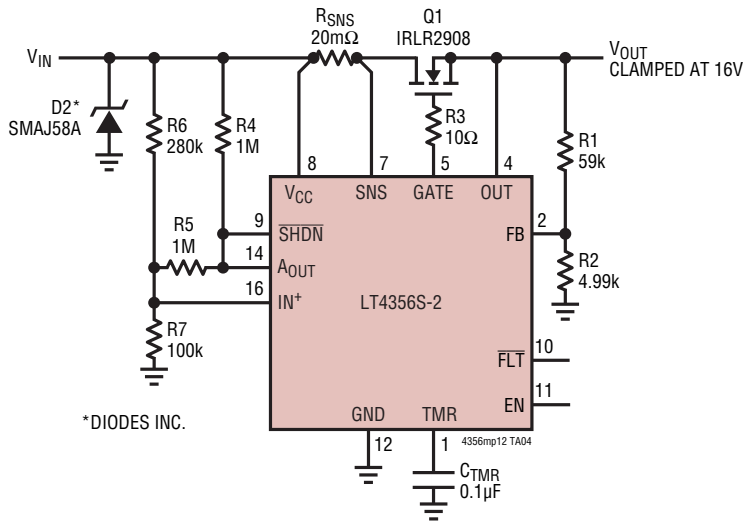 RSNS
20mΩ
Q1
IRLR2908
VIN
VOUT
CLAMPED AT 16V
D2*
SMAJ58A
R6
280k
R4
1M
R3
10Ω
R1
59k
8
7
5
4
VCC
SNS
GATE
OUT
9
SHDN
2
FB
R5
1M
14
AOUT
R2
4.99k
16
IN+
LT4356S-2
R7
100k
10
FLT
11
EN
*DIODES INC.
GND
TMR
12
1
4356mp12 TA04
CTMR
0.1µF